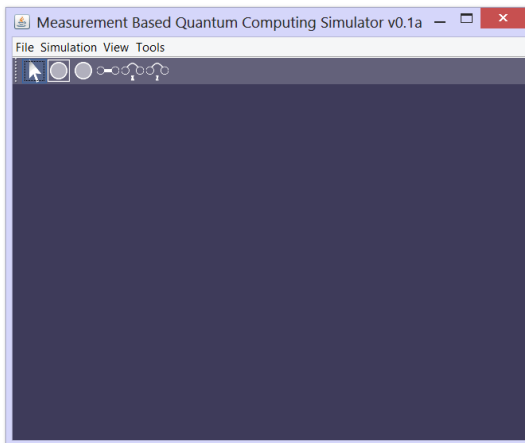 Measurement Based Quantum Computing Simulator v0.1a
File Simulation View Tools